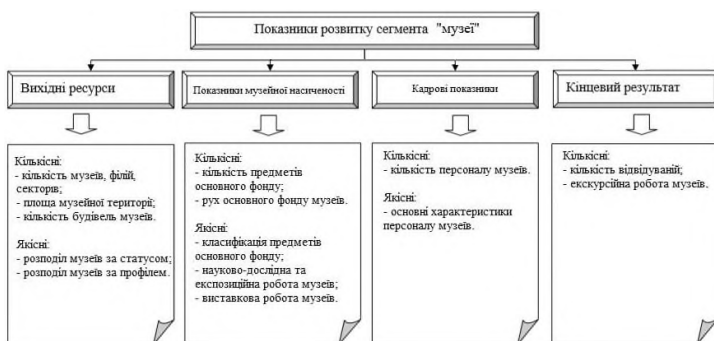 Показники розвитку сегмента "музеї"
Вихідні ресурси
Показники музейної насиченості
Кадрові показники
Кінцевий результат
Кількісні:
- кількість музеїв, філій,
секторів;
- площа музейної території;
- кількість будівель музеїв.
Якісні:
- розподіл музеїв за статусом;
- розподіл музеїв за профілем.
Кількісні:
- кількість предметів
основного фонду;
- рух основного фонду музеїв.
Якісні:
- класифікація предметів
основного фонду;
- науково-дослідна та
експозиційна робота музеїв;
- виставкова робота музеїв.
Кількісні:
- кількість персоналу музеїв.
Якісні:
- основні характеристики
персоналу музеїв.
Кількісні:
- кількість відвідувань;
- екскурсійна робота музеїв.